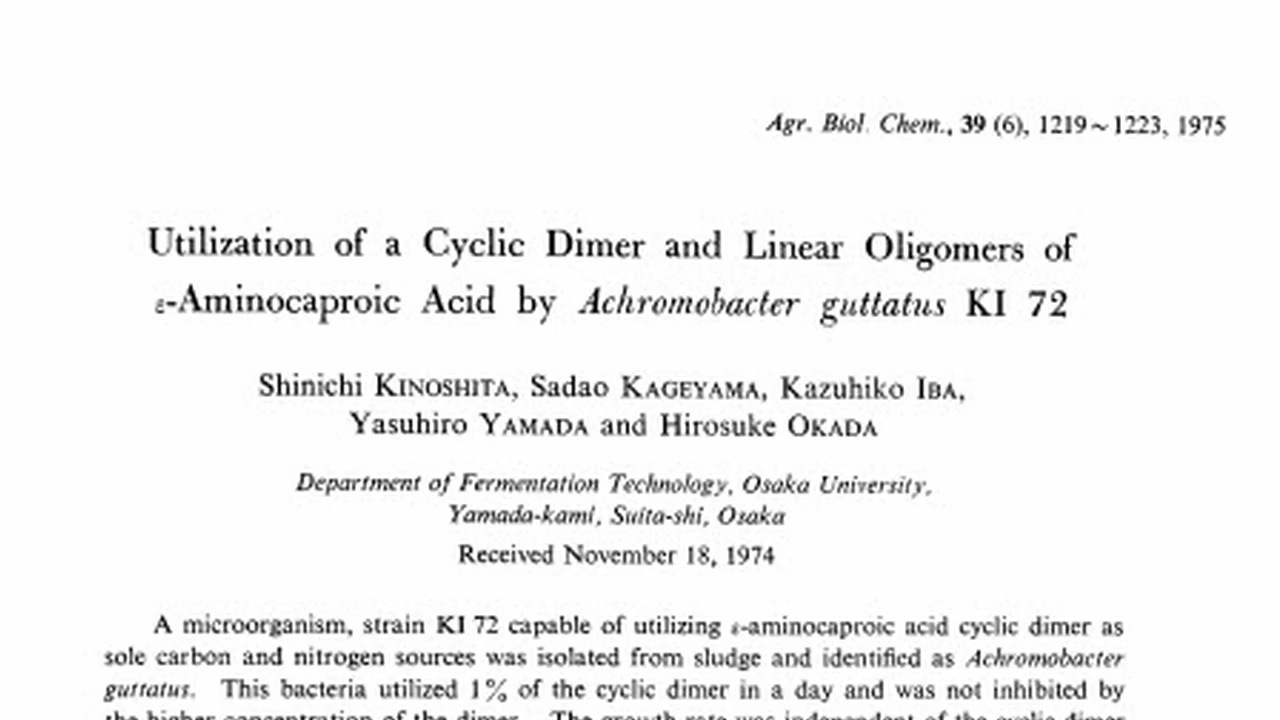 Agr. Biol. Chem., 39 (6), 1219~1223, 1975
Utilization of a Cyclic Dimer and Linear Oligomers of
ε-Aminocaproic Acid by Achromobacter guttatus KI 72
Shinichi KINOSHITA, Sadao KAGEYAMA, Kazuhiko IBA,
Yasuhiro YAMADA and Hirosuke OKADA
Department of Fermentation Technology, Osaka University,
Yamada-kami, Suita-shi, Osaka
Received November 18, 1974
A microorganism, strain KI 72 capable of utilizing ε-aminocaproic acid cyclic dimer as
sole carbon and nitrogen sources was isolated from sludge and identified as Achromobacter
guttatus. This bacteria utilized 1% of the cyclic dimer in a day and was not inhibited by
the higher concentration of the dimer. The growth rate was independent of the cyclic dimer